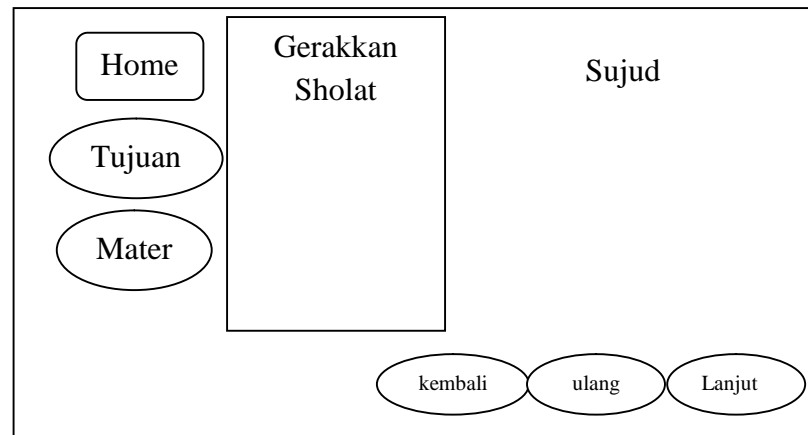 Home
Tujuan
Mater
Gerakkan
Sholat
Sujud
kembali
ulang
Lanjut